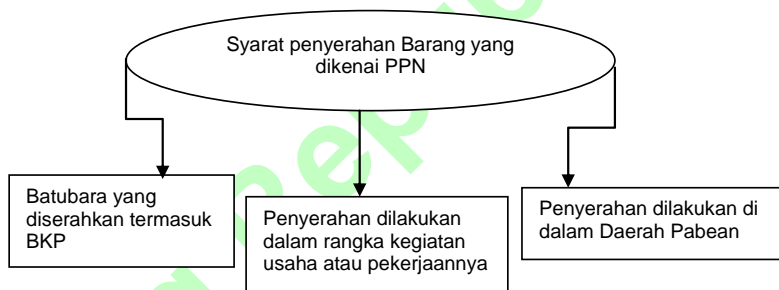 Syarat penyerahan Barang yang
dikenai PPN
Batubara yang
diserahkan termasuk
BKP
Penyerahan dilakukan
dalam rangka kegiatan
usaha atau pekerjaannya
Penyerahan dilakukan di
dalam Daerah Pabean